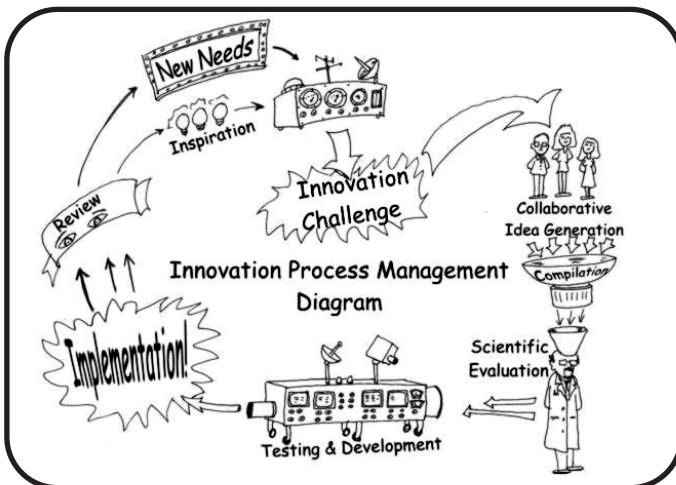 New Needs
Inspiration
Innovation
Challenge
Collaborative
Idea Generation
Compilation
Scientific
Evaluation
Testing & Development
Implementation!
Review
Innovation Process Management
Diagram